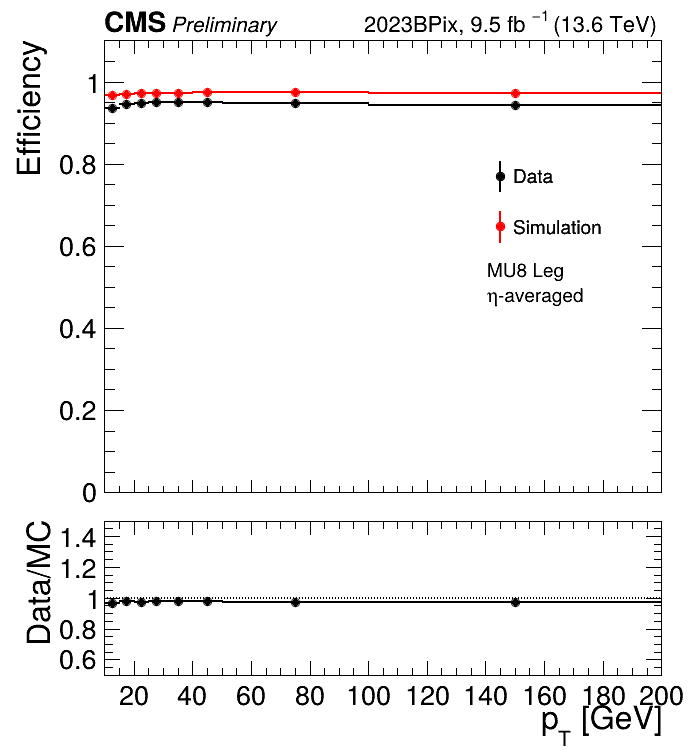 CMS Preliminary 2023BPix, 9.5 fb⁻¹ (13.6 TeV)
Efficiency
1
0.8
0.6
0.4
0.2
0
Data
Simulation
MU8 Leg
η-averaged
Data/MC
1.4
1.2
1
0.8
0.6
20 40 60 80 100 120 140 160 180 200
p_T [GeV]